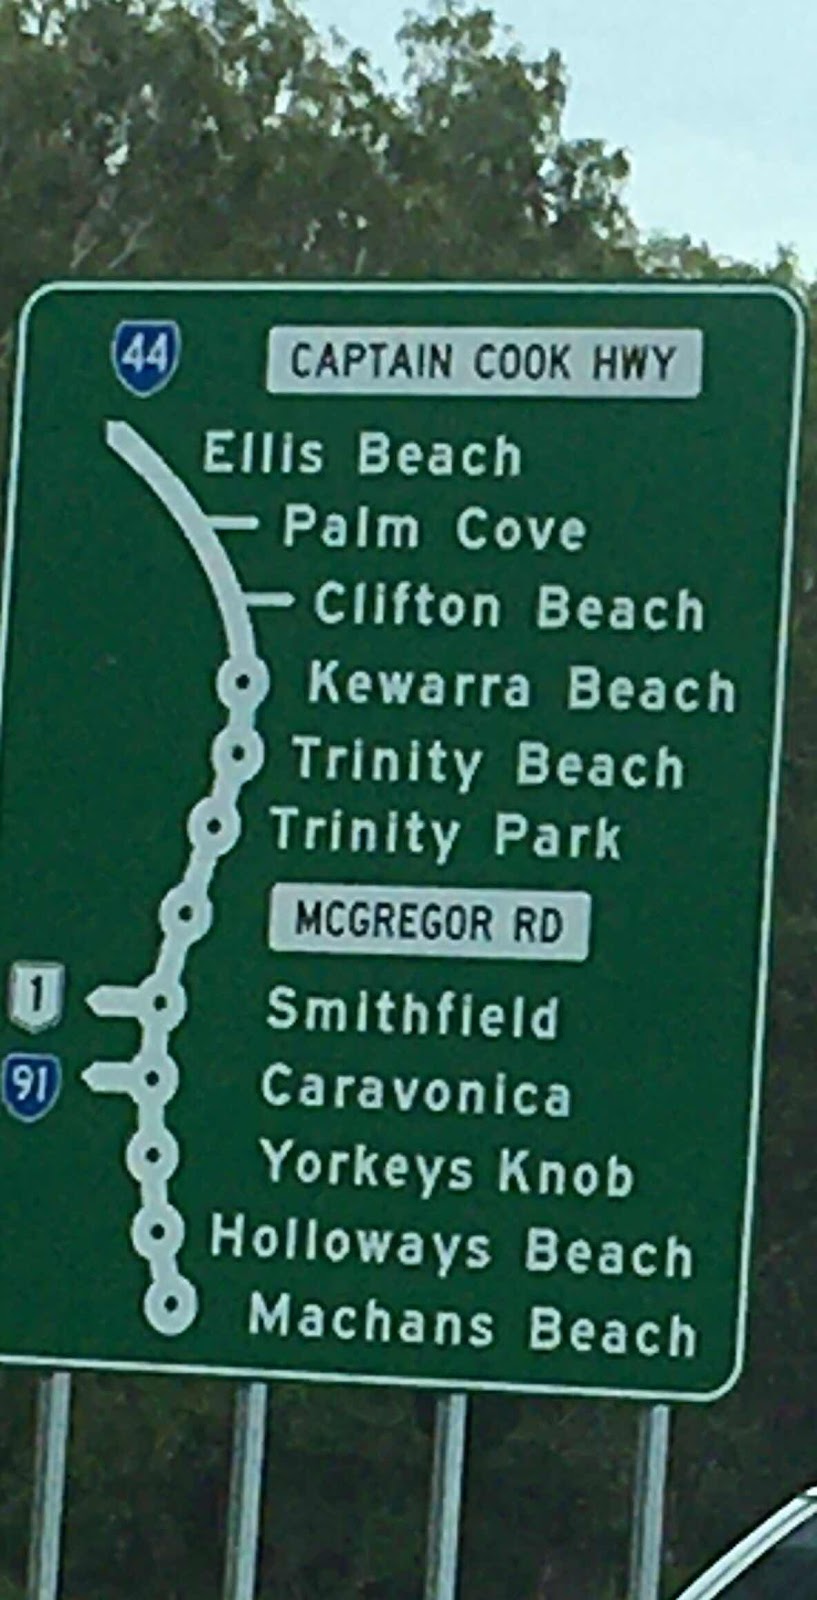 44 CAPTAIN COOK HWY
Ellis Beach
Palm Cove
Clifton Beach
Kewarra Beach
Trinity Beach
Trinity Park
MCGREGOR RD
1 Smithfield
91 Caravonica
Yorkeys Knob
Holloways Beach
Machans Beach